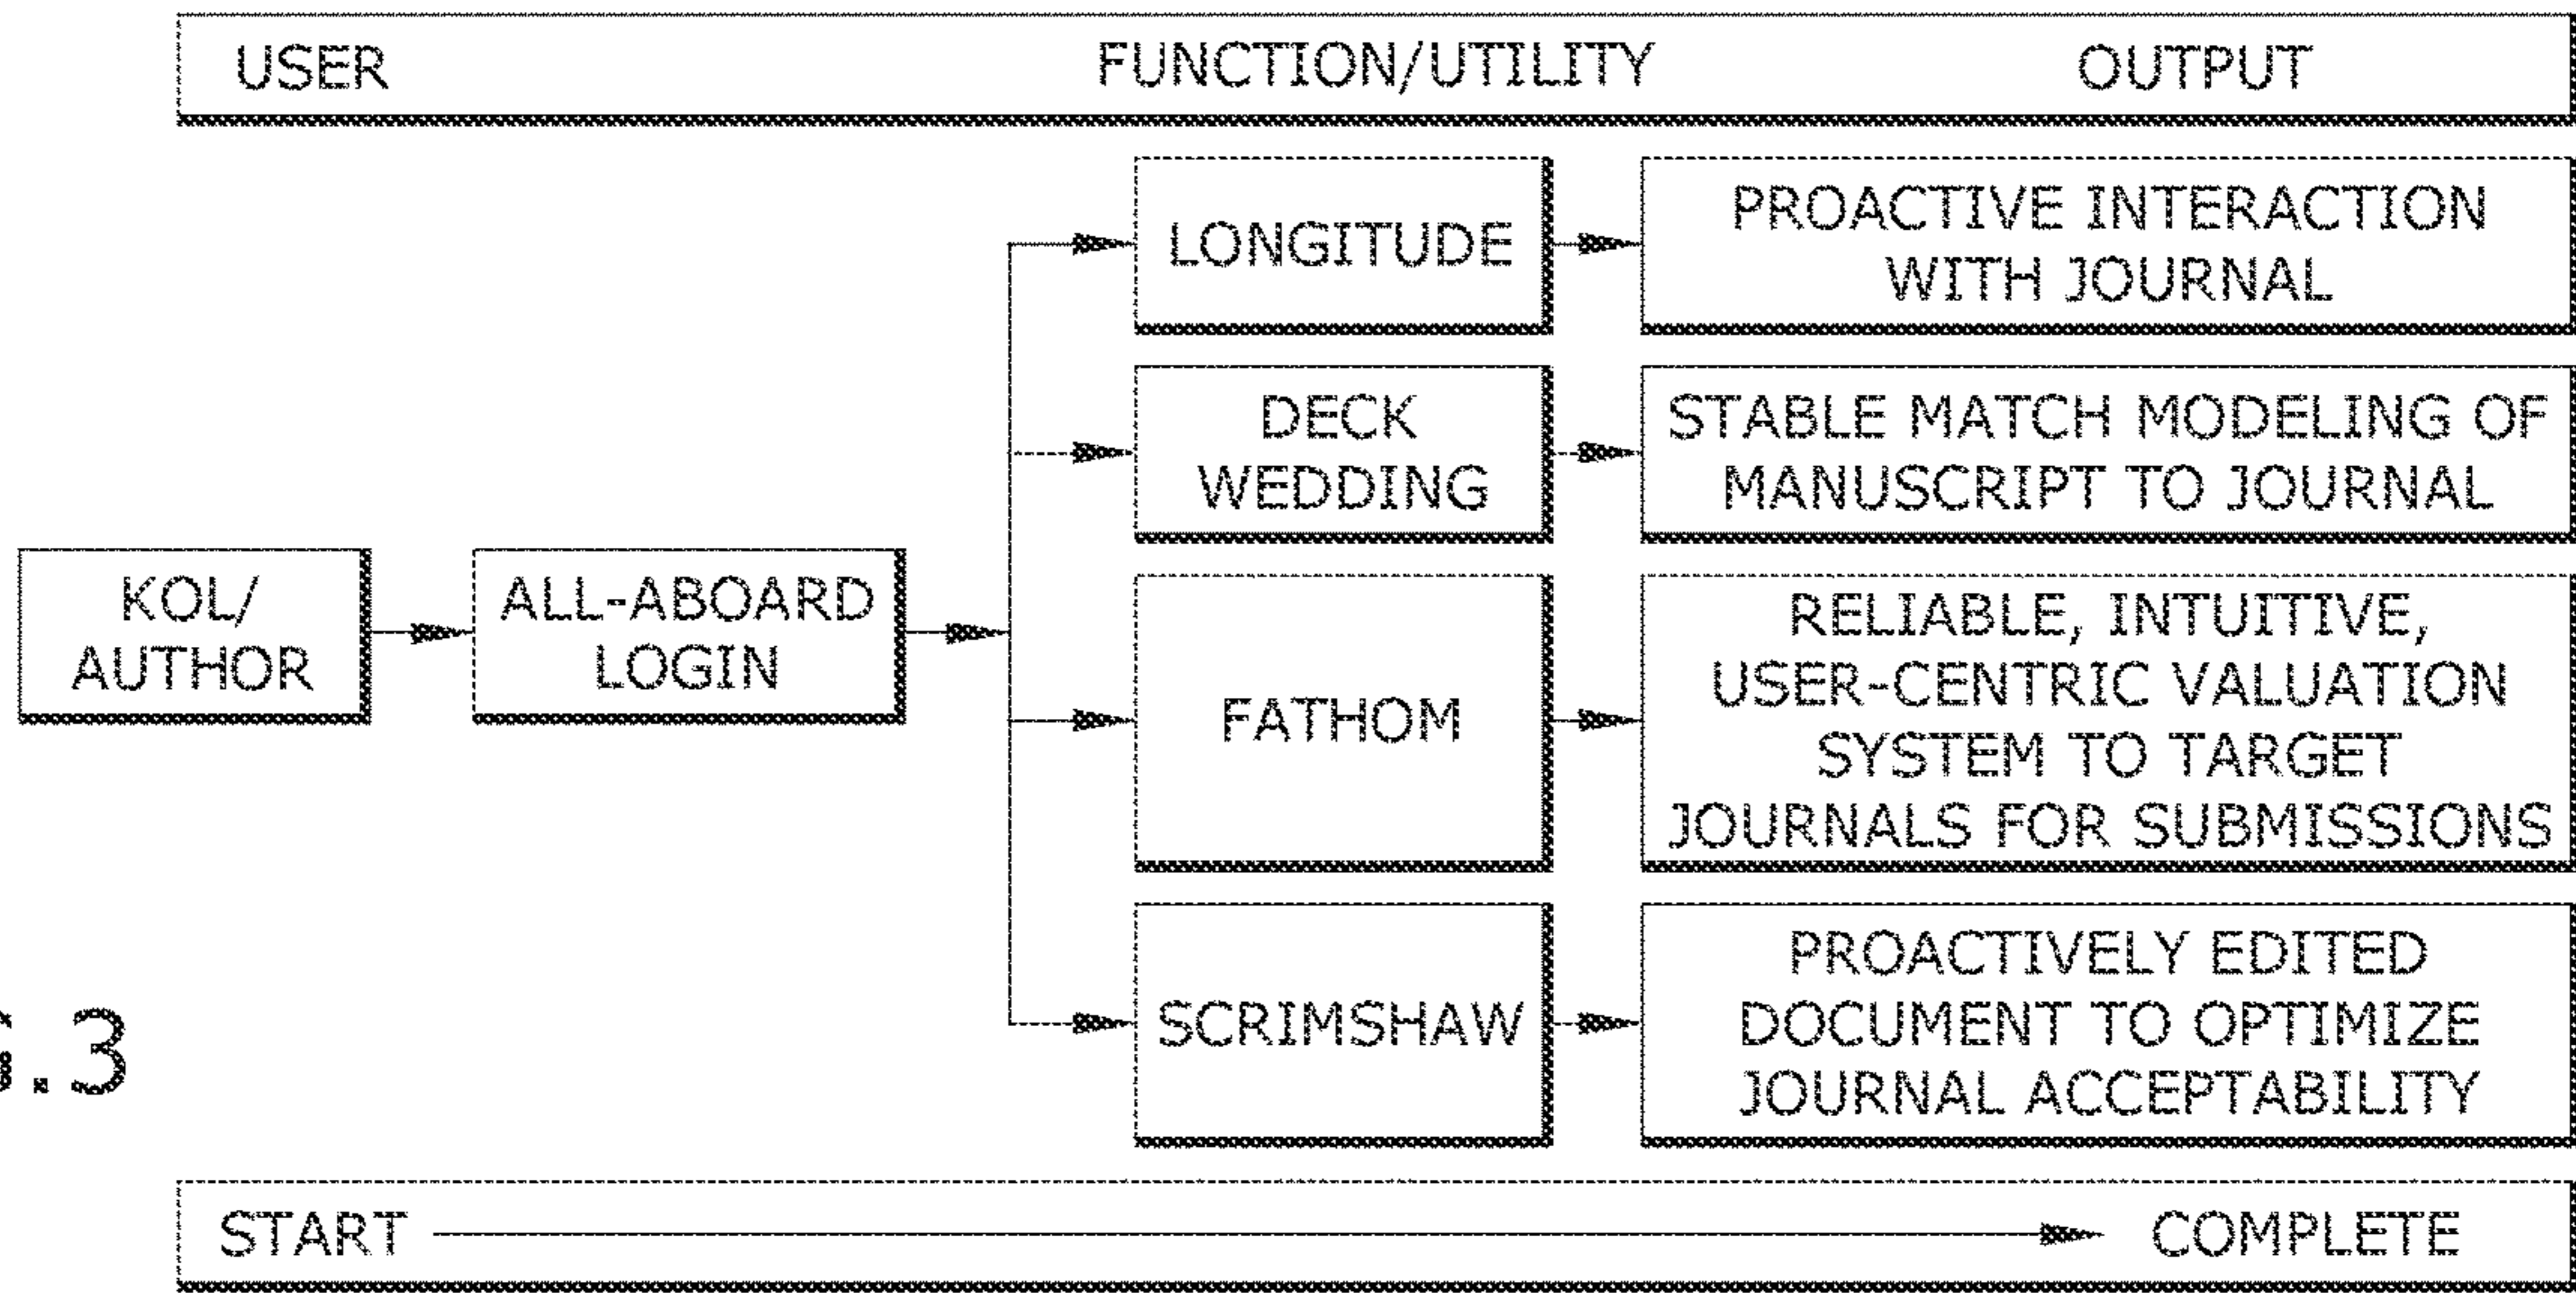 USER FUNCTION/UTILITY OUTPUT
LONGITUDE
PROACTIVE INTERACTION
WITH JOURNAL
DECK
WEDDING
STABLE MATCH MODELING OF
MANUSCRIPT TO JOURNAL
KOL/
AUTHOR
ALL-ABOARD
LOGIN
FATHOM
RELIABLE, INTUITIVE,
USER-CENTRIC VALUATION
SYSTEM TO TARGET
JOURNALS FOR SUBMISSIONS
SCRIMSHAW
PROACTIVELY EDITED
DOCUMENT TO OPTIMIZE
JOURNAL ACCEPTABILITY
.3
START COMPLETE